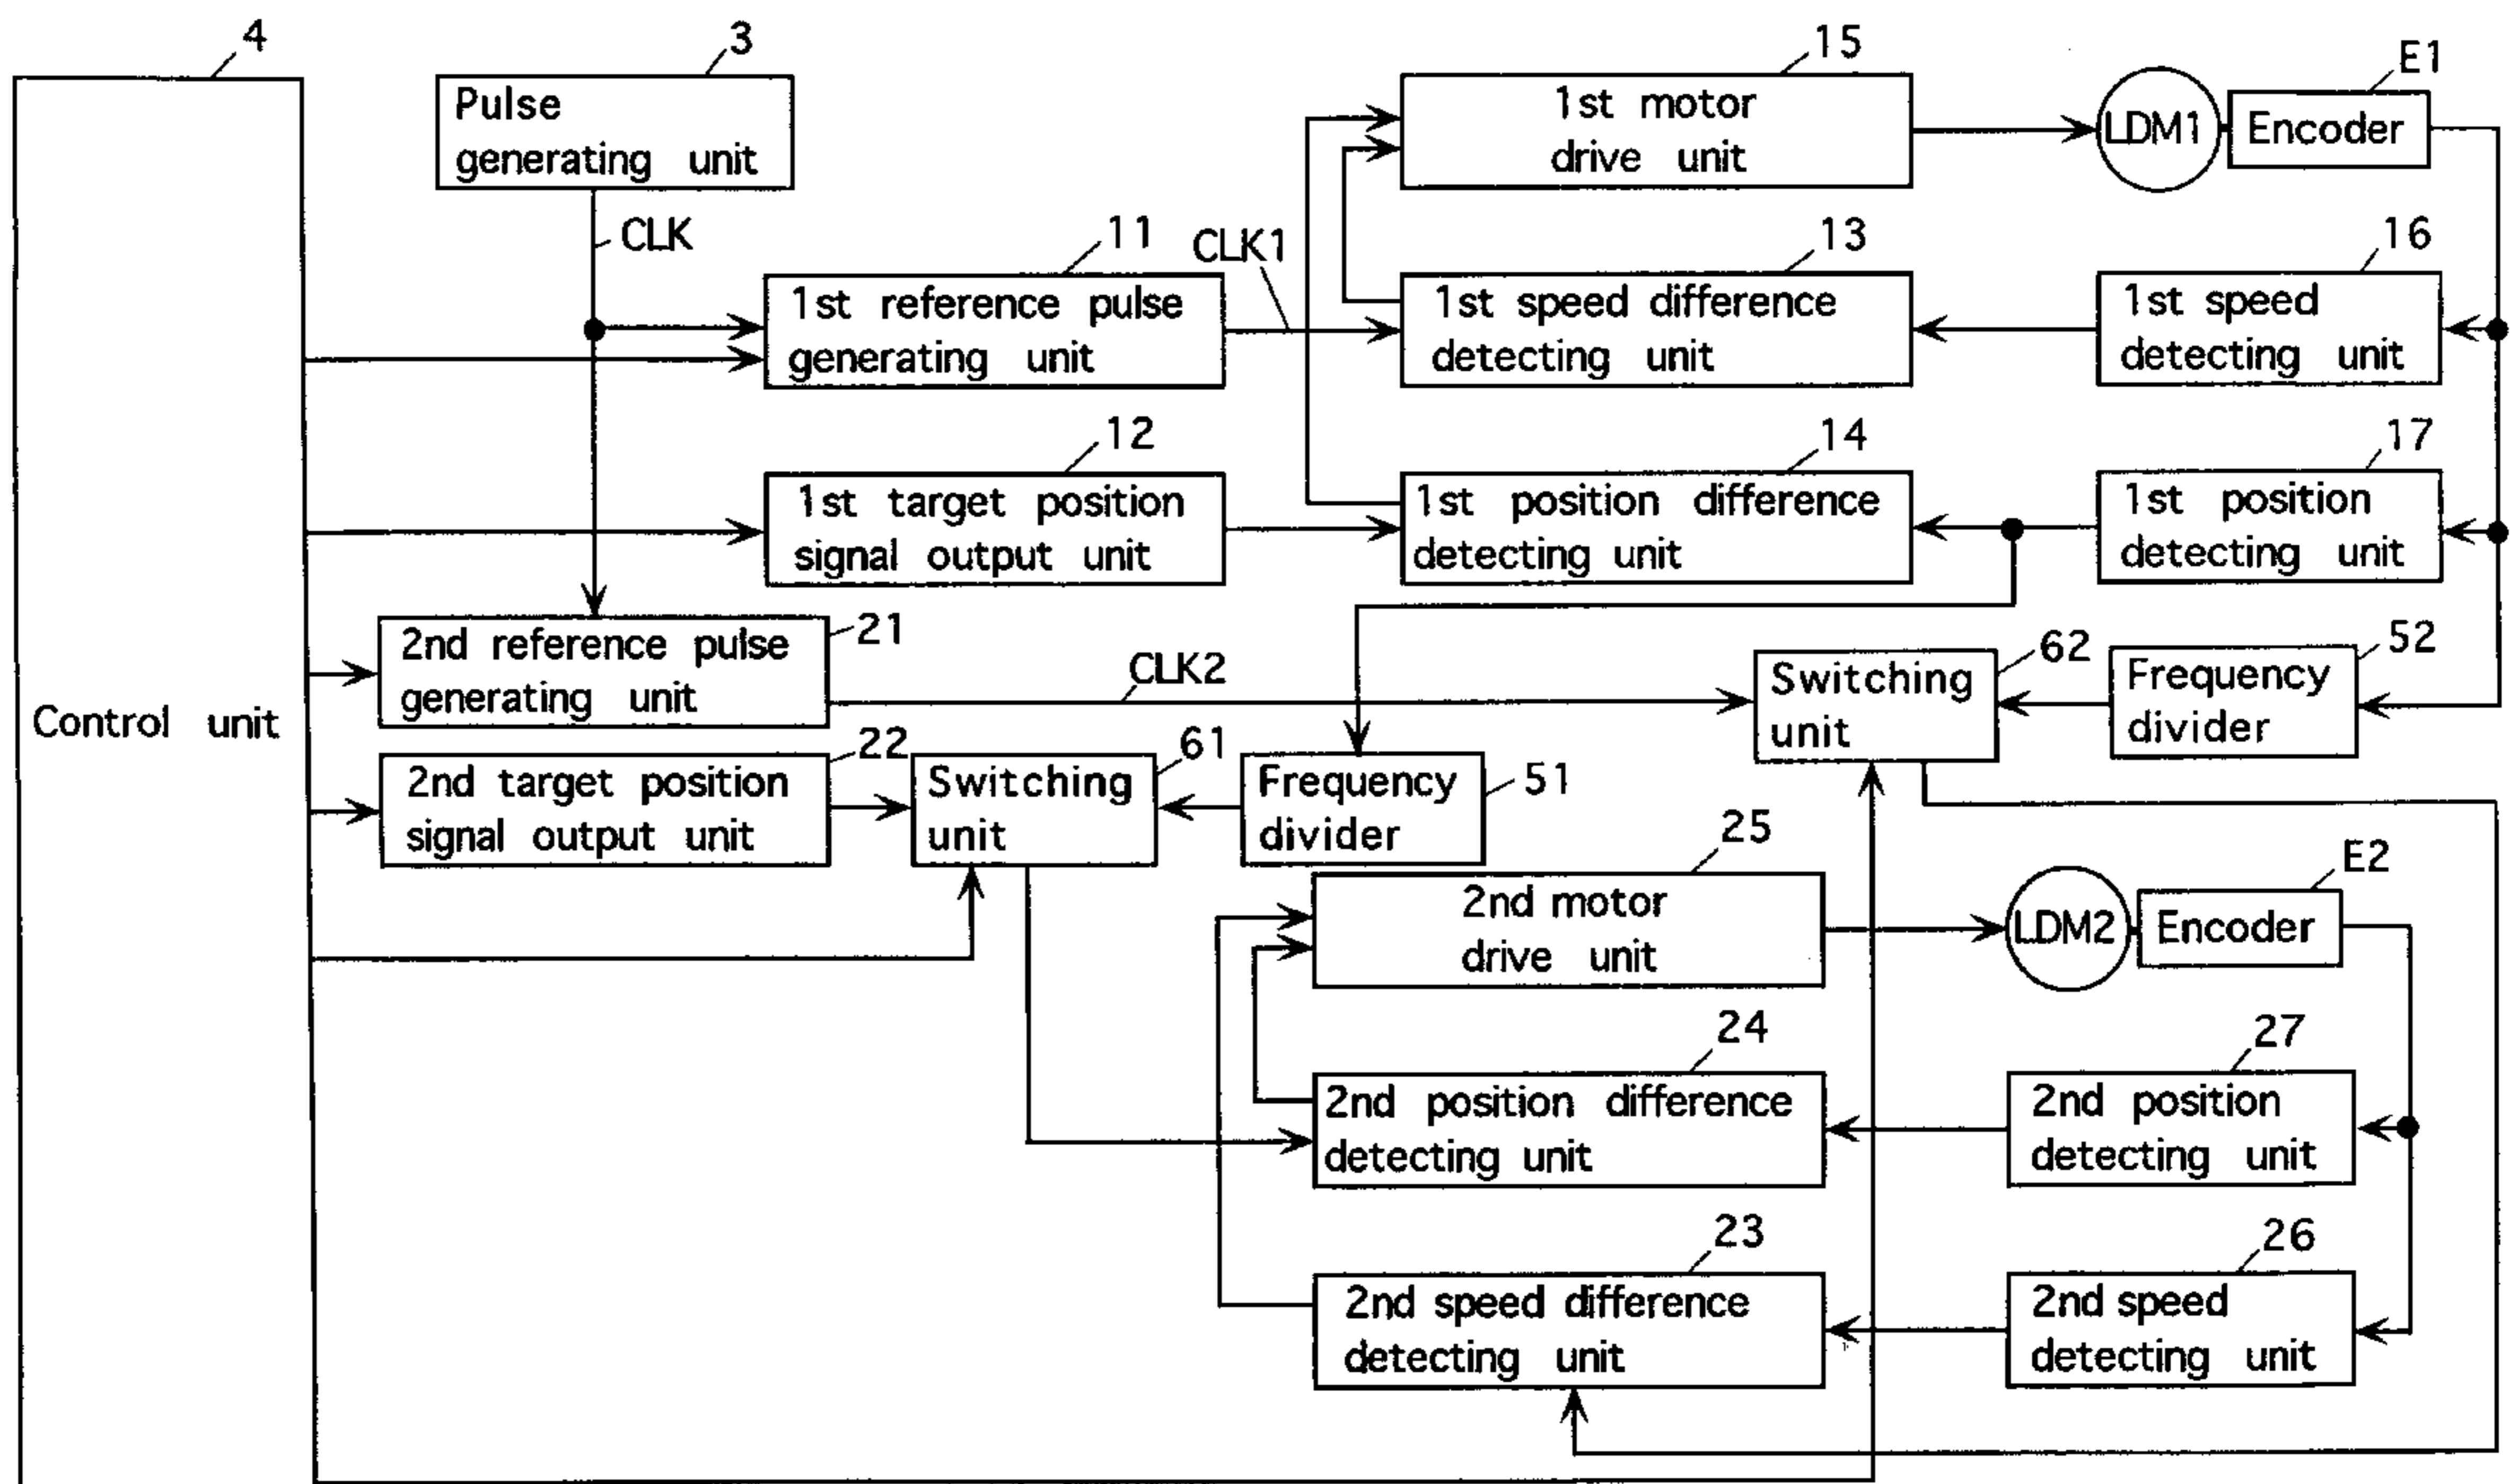 4
3
15
E1
Pulse
generating unit
1st motor
drive unit
LDM1
Encoder
CLK
11
CLK1
13
16
1st reference pulse
generating unit
1st speed difference
detecting unit
1st speed
detecting unit
12
14
17
1st target position
signal output unit
1st position difference
detecting unit
1st position
detecting unit
21
62
52
2nd reference pulse
generating unit
CLK2
Switching
unit
Frequency
divider
Control unit
22
61
51
2nd target position
signal output unit
Switching
unit
Frequency
divider
25
E2
2nd motor
drive unit
LDM2
Encoder
24
27
2nd position difference
detecting unit
2nd position
detecting unit
23
26
2nd speed difference
detecting unit
2nd speed
detecting unit